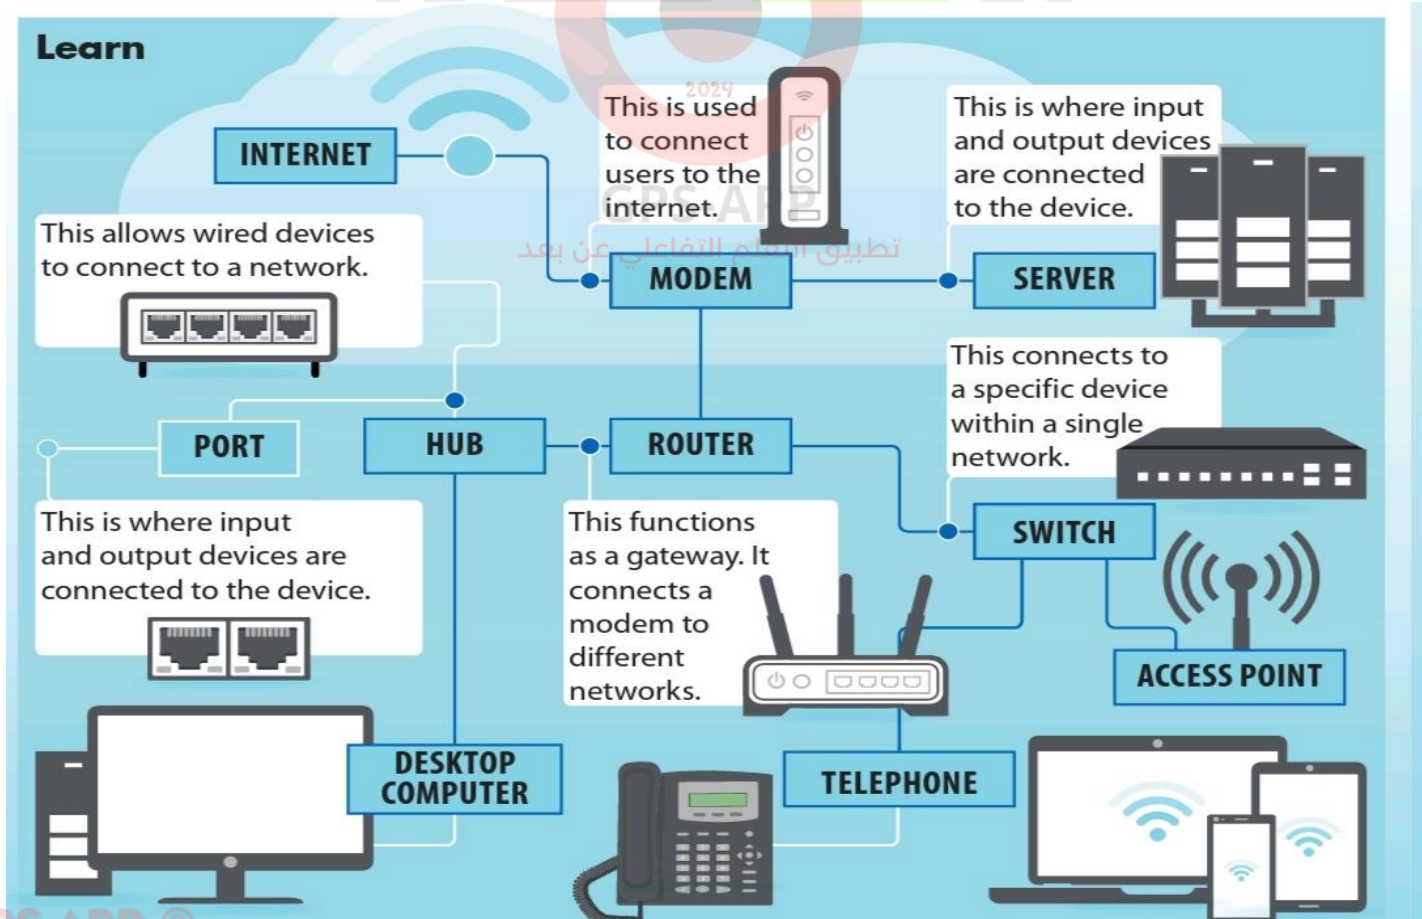 Learn
2024
This is used
to connect
users to the
internet.
GPS APP
تطبيق التعلم التفاعلي عن بعد
This is where input
and output devices
are connected
to the device.
INTERNET
This allows wired devices
to connect to a network.
MODEM
SERVER
This connects to
a specific device
within a single
network.
PORT
HUB
ROUTER
This is where input
and output devices are
connected to the device.
This functions
as a gateway. It
connects a
modem to
different
networks.
SWITCH
ACCESS POINT
DESKTOP
COMPUTER
TELEPHONE